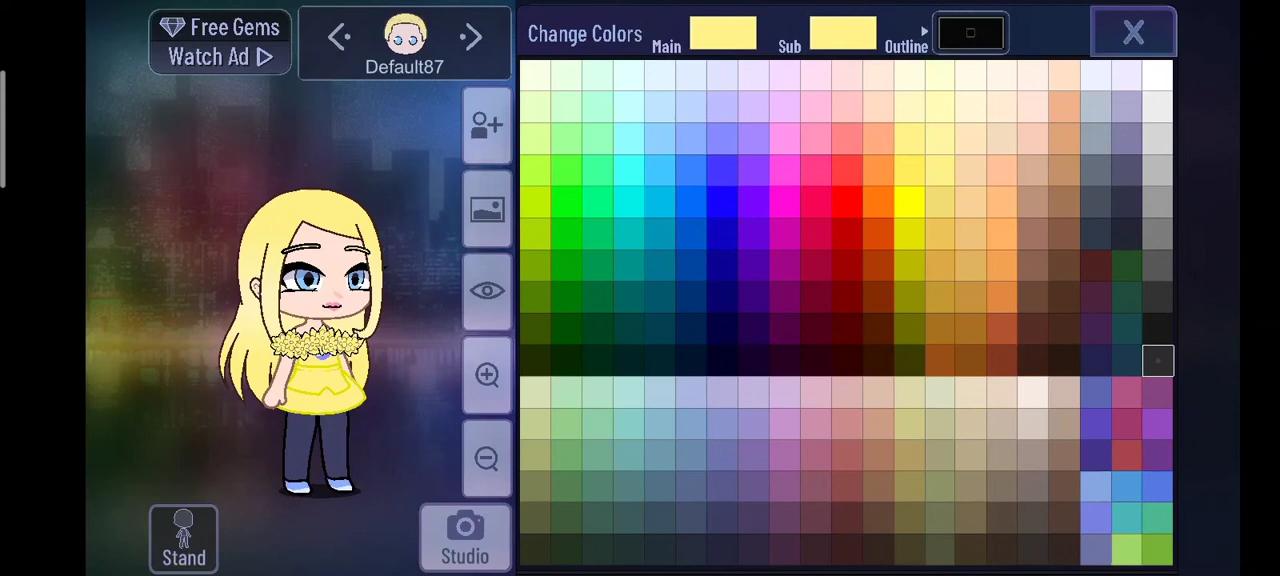 Free Gems
Watch Ad
Default87
Change Colors
Main
Sub
Outline
X
Stand
Studio